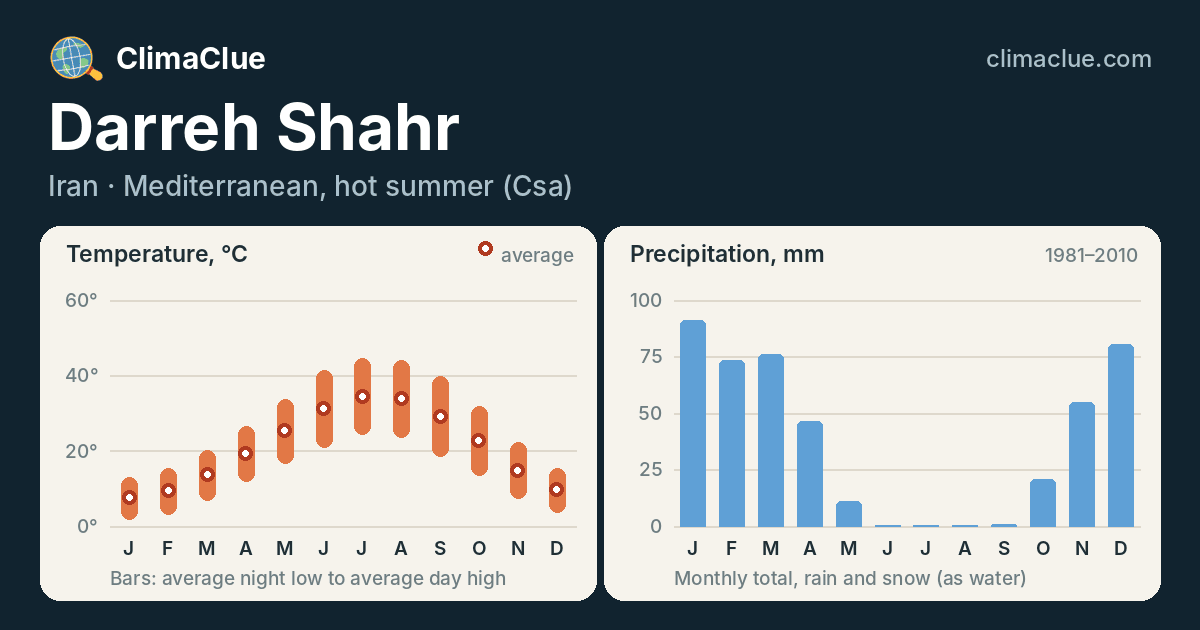 ClimaClue
climaclue.com
Darreh Shahr
Iran · Mediterranean, hot summer (Csa)
Temperature, °C
average
60°
40°
20°
0°
J F M A M J J A S O N D
Bars: average night low to average day high
Precipitation, mm
1981–2010
100
75
50
25
0
J F M A M J J A S O N D
Monthly total, rain and snow (as water)